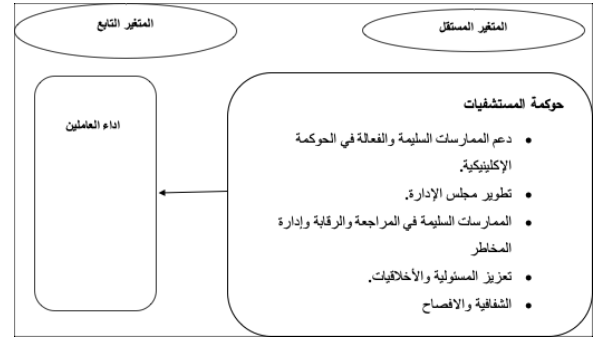 المتغير المستقل
المتغير التابع
حوكمة المستشفيات
دعم الممارسات السليمة والفعالة في الحوكمة
الإكلينيكية.
تطوير مجلس الإدارة.
الممارسات السليمة في المراجعة والرقابة وإدارة
المخاطر
تعزيز المسئولية والأخلاقيات.
الشفافية والافصاح
اداء العاملين